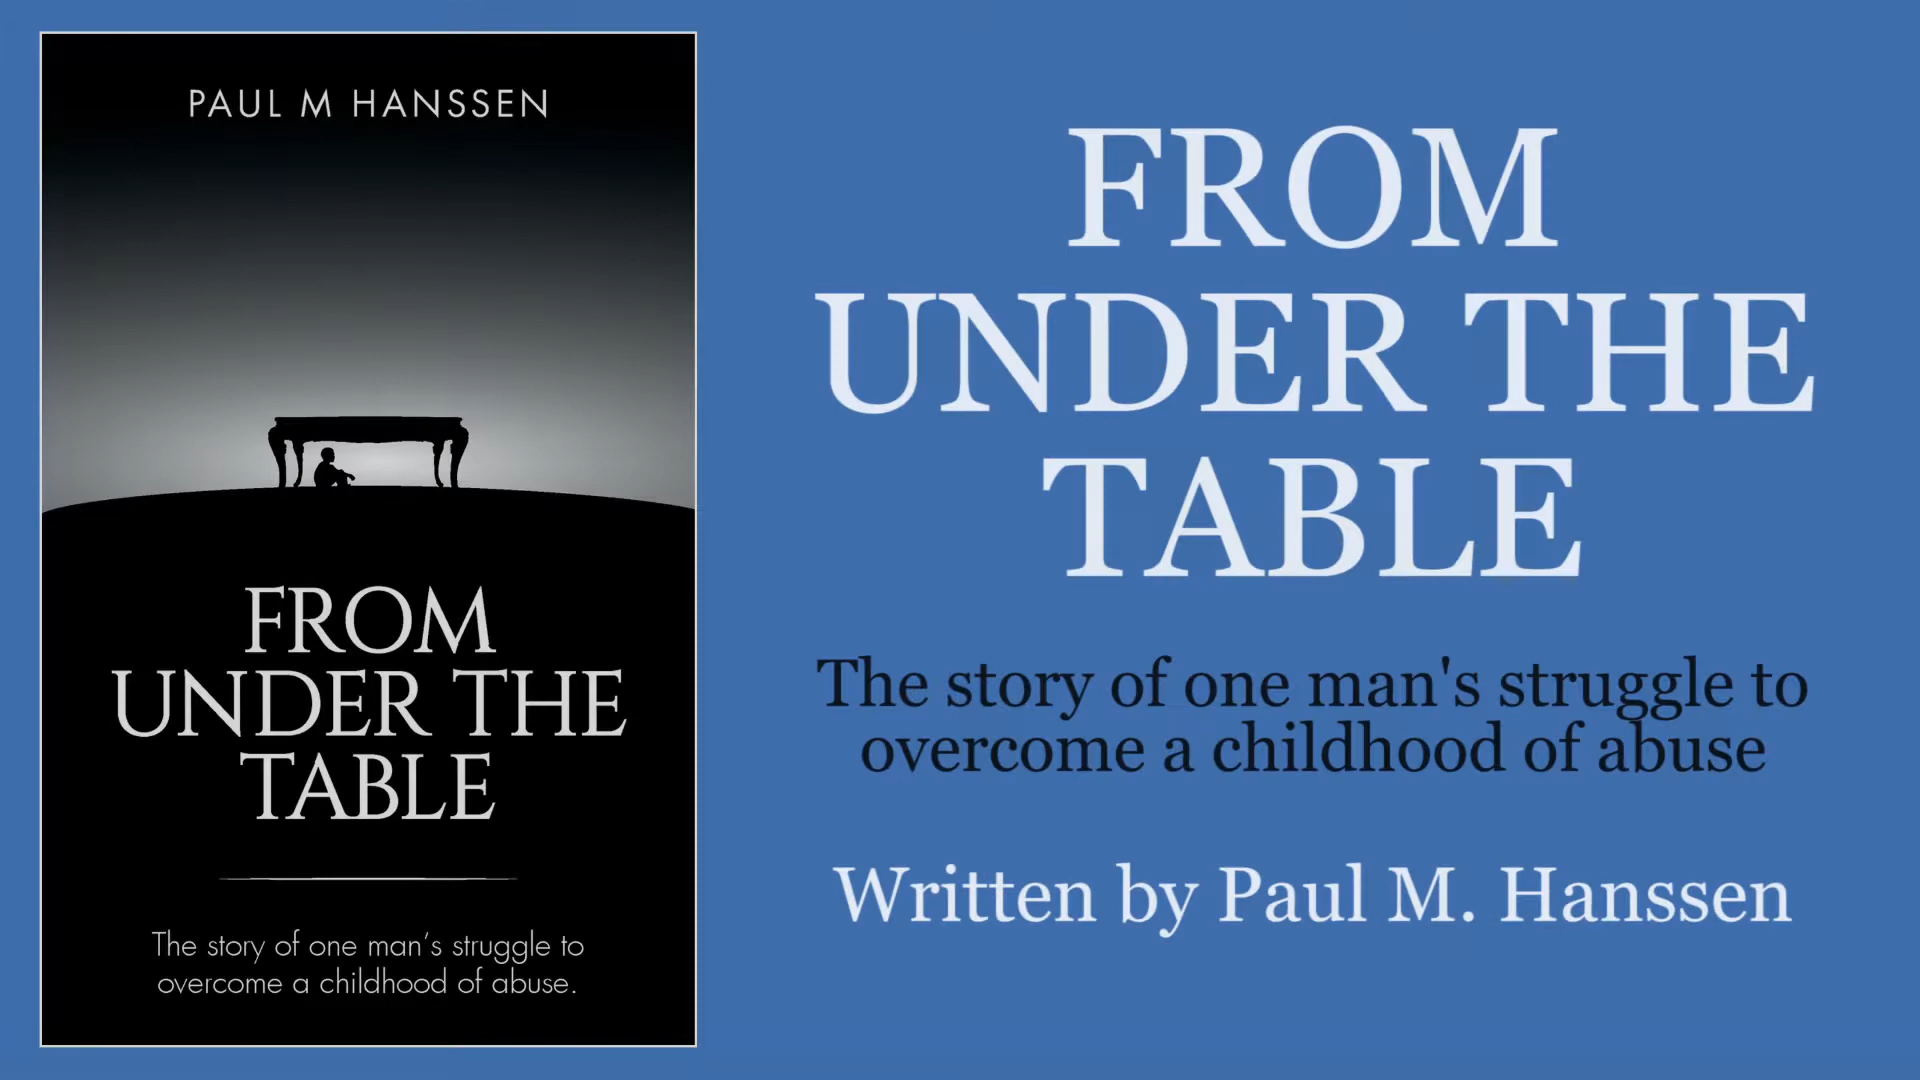 PAUL M HANSSEN
FROM
UNDER THE
TABLE
The story of one man’s struggle to
overcome a childhood of abuse.
FROM
UNDER THE
TABLE
The story of one man's struggle to
overcome a childhood of abuse
Written by Paul M. Hanssen